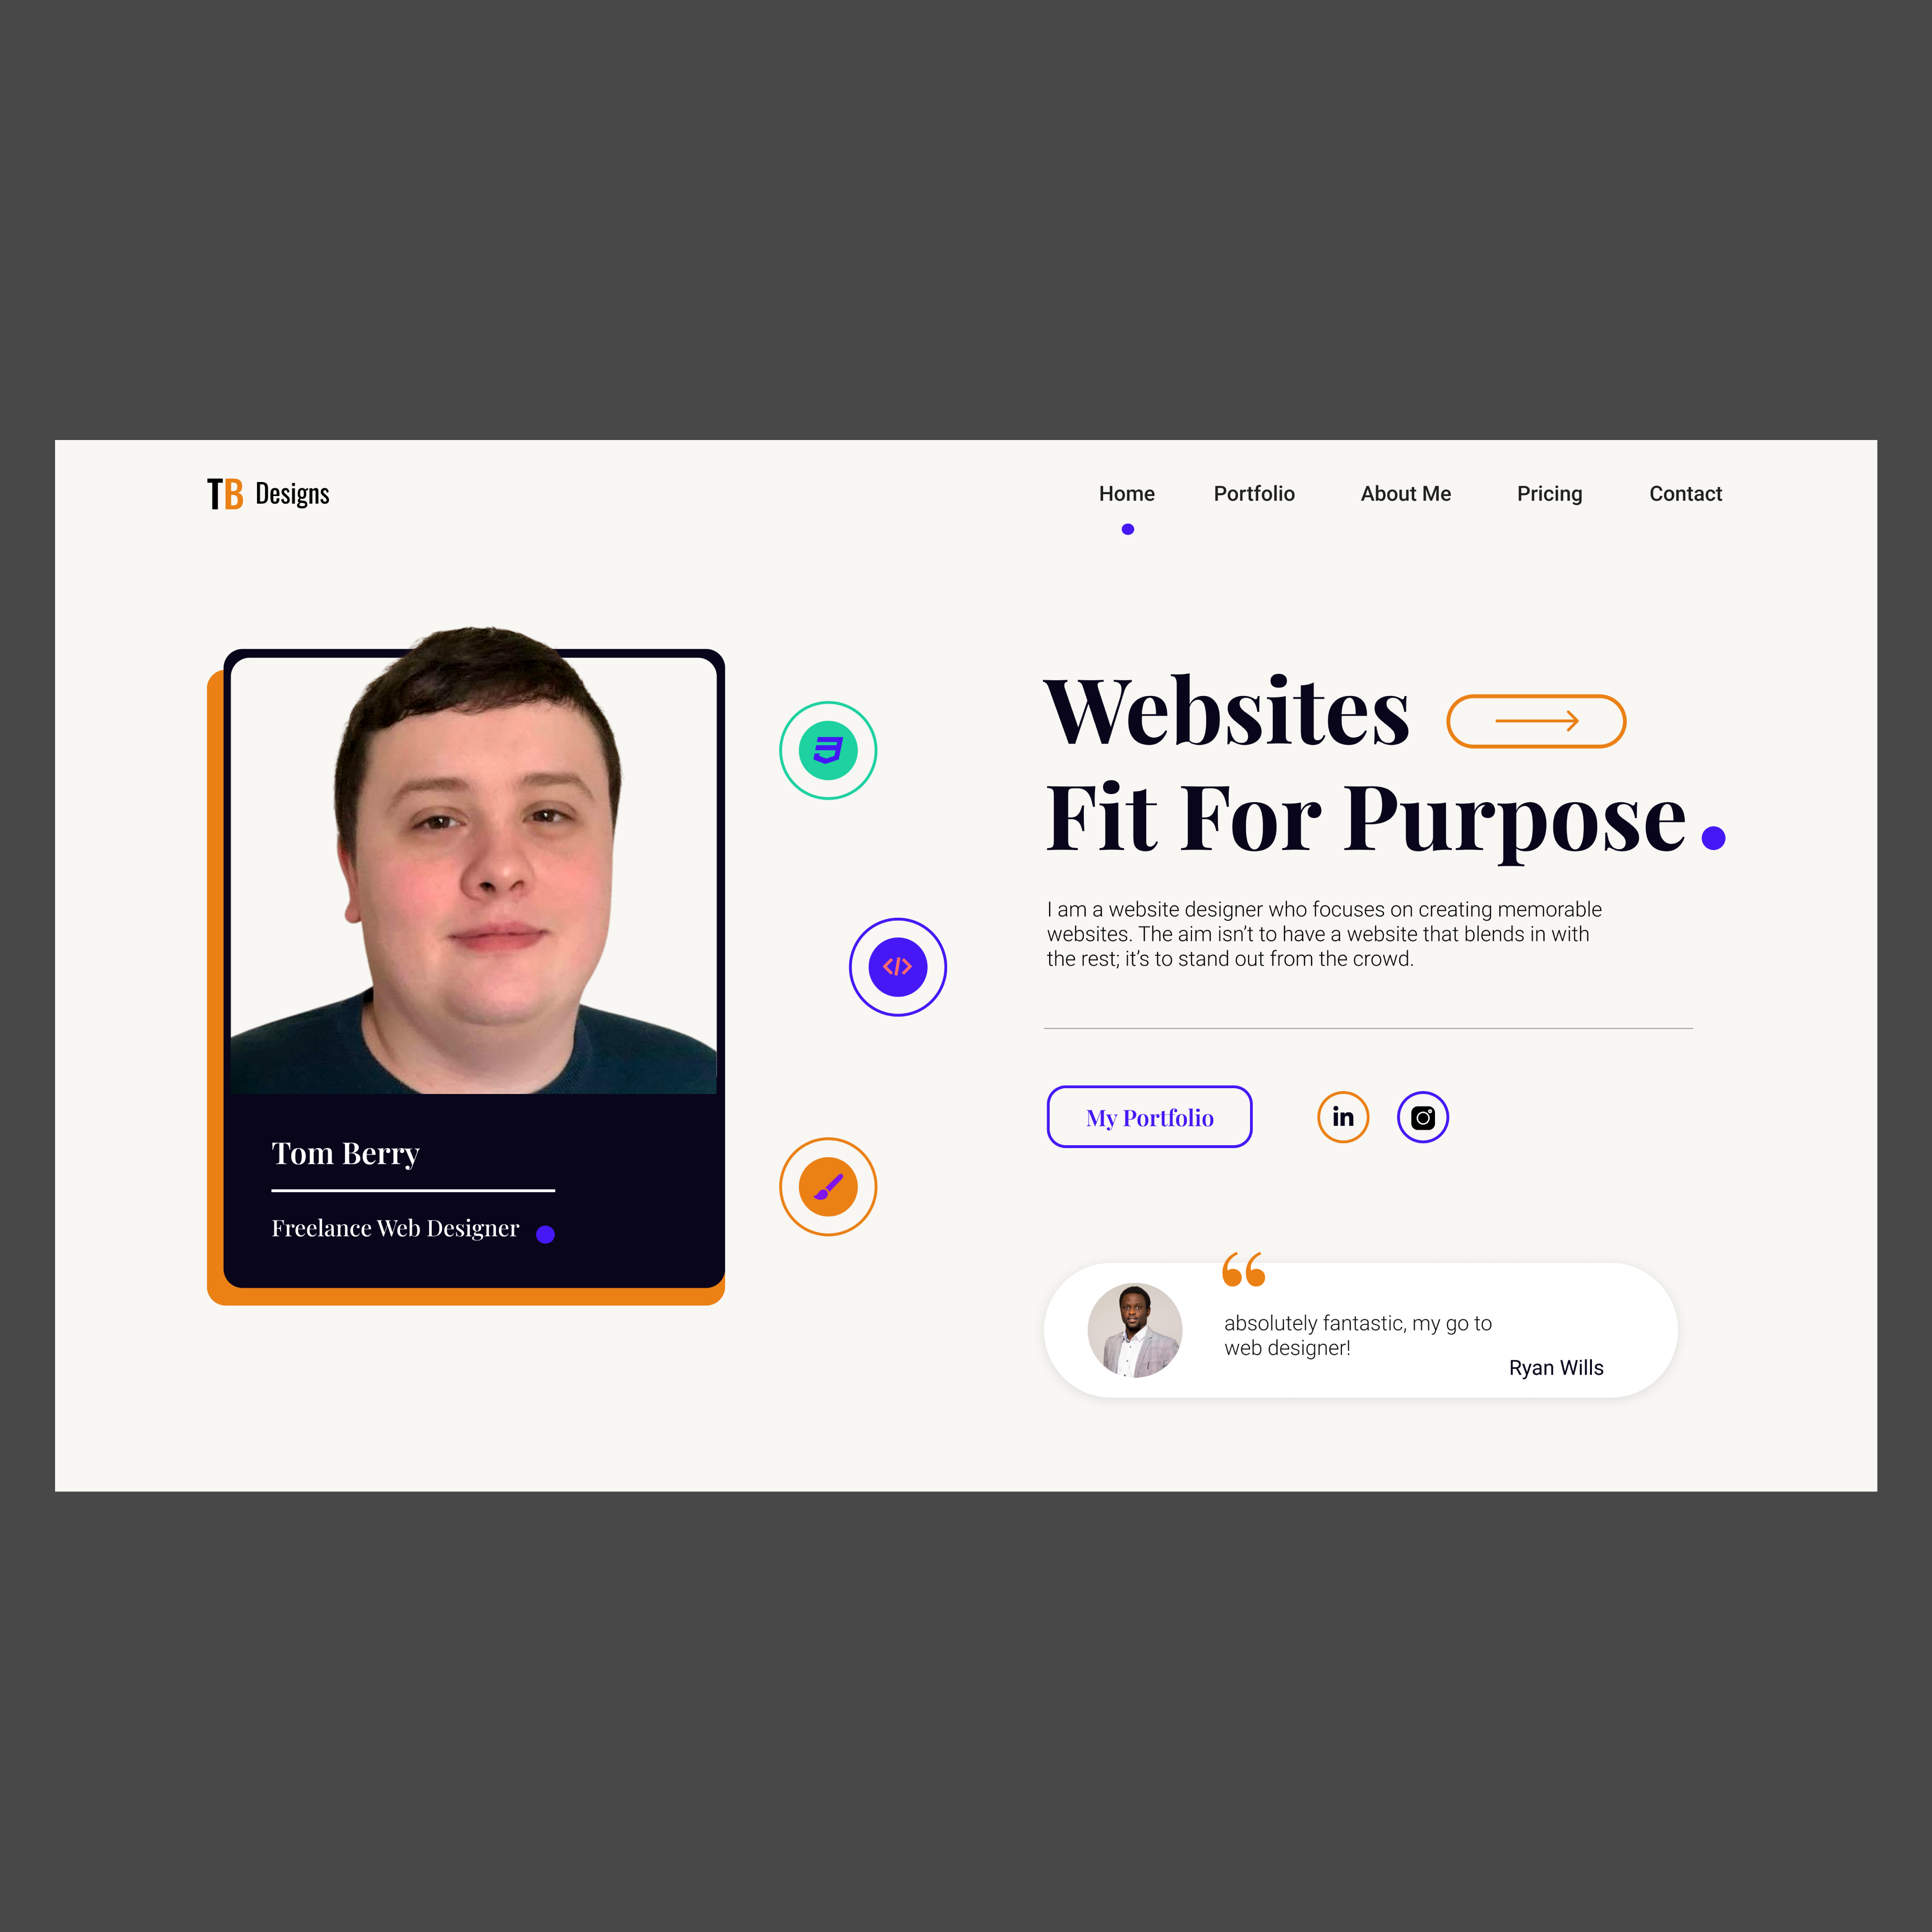 TB Designs
Home Portfolio About Me Pricing Contact
Websites
Fit For Purpose.
I am a website designer who focuses on creating memorable
websites. The aim isn’t to have a website that blends in with
the rest; it’s to stand out from the crowd.
My Portfolio
in
Tom Berry
Freelance Web Designer
</>
“
absolutely fantastic, my go to
web designer!
Ryan Wills